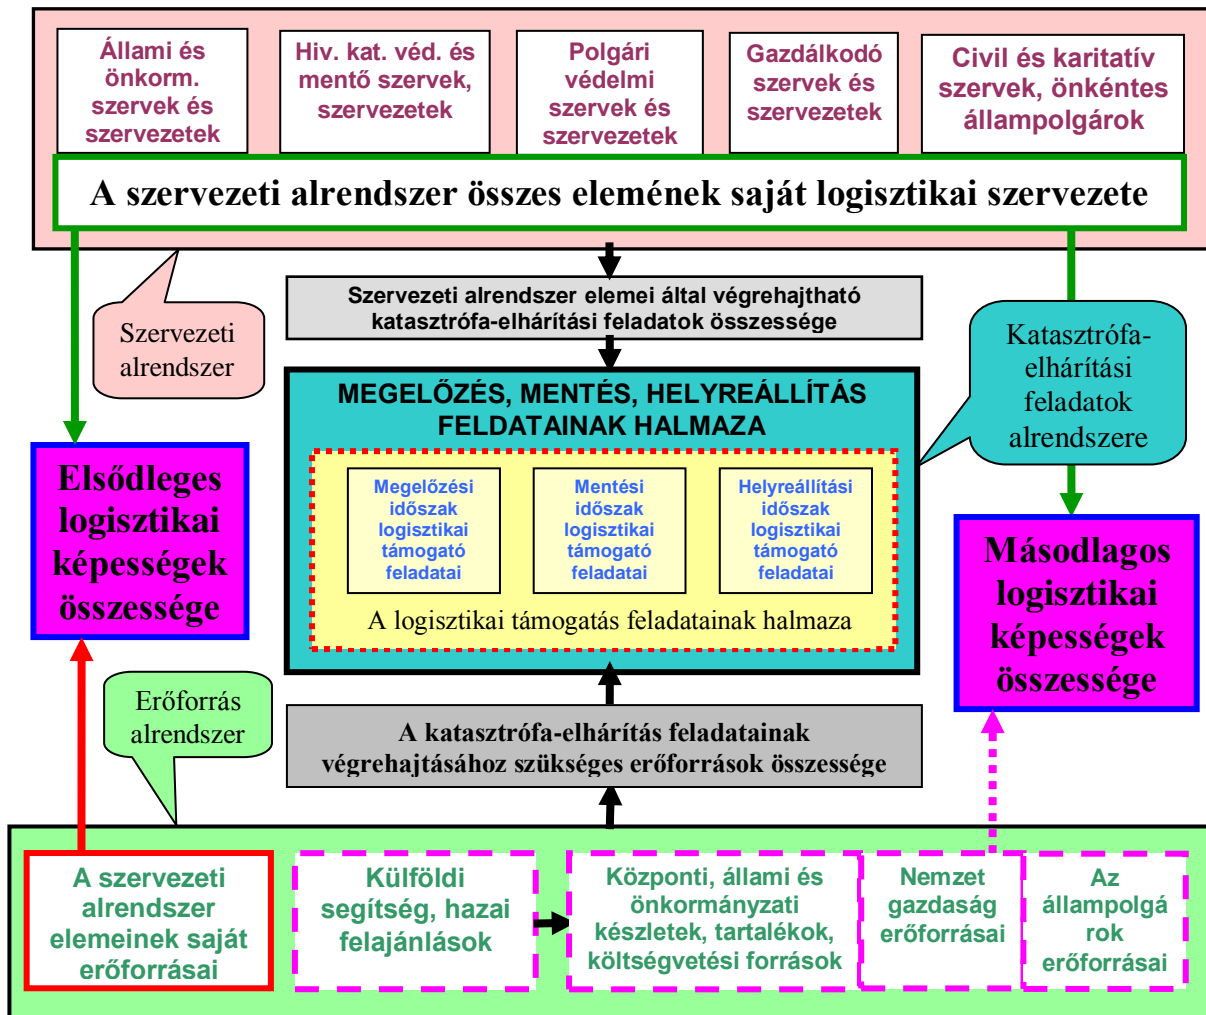 Állami és
önkorm.
szervek és
szervezetek
Hiv. kat. véd. és
mentő szervek,
szervezetek
Polgári
védelmi
szervek és
szervezetek
Gazdálkodó
szervek és
szervezetek
Civil és karitatív
szervek, önkéntes
állampolgárok
A szervezeti alrendszer összes elemének saját logisztikai szervezete
Szervezeti alrendszer elemei által végrehajtható
katasztrófa-elhárítási feladatok összessége
Szervezeti
alrendszer
Katasztrófa-
elhárítási
feladatok
alrendszere
MEGELŐZÉS, MENTÉS, HELYREÁLLÍTÁS
FELDATAINAK HALMAZA
Megelőzési
időszak
logisztikai
támogató
feladatai
Mentési
időszak
logisztikai
támogató
feladatai
Helyreállítási
időszak
logisztikai
támogató
feladatai
A logisztikai támogatás feladatainak halmaza
Elsődleges
logisztikai
képességek
összessége
Másodlagos
logisztikai
képességek
összessége
Erőforrás
alrendszer
A katasztrófa-elhárítás feladatainak
végrehajtásához szükséges erőforrások összessége
A szervezeti
alrendszer
elemeinek saját
erőforrásai
Külföldi
segítség, hazai
felajánlások
Központi, állami és
önkormányzati
készletek, tartalékok,
költségvetési források
Nemzet
gazdaság
erőforrásai
Az
állampolgá
rok
erőforrásai